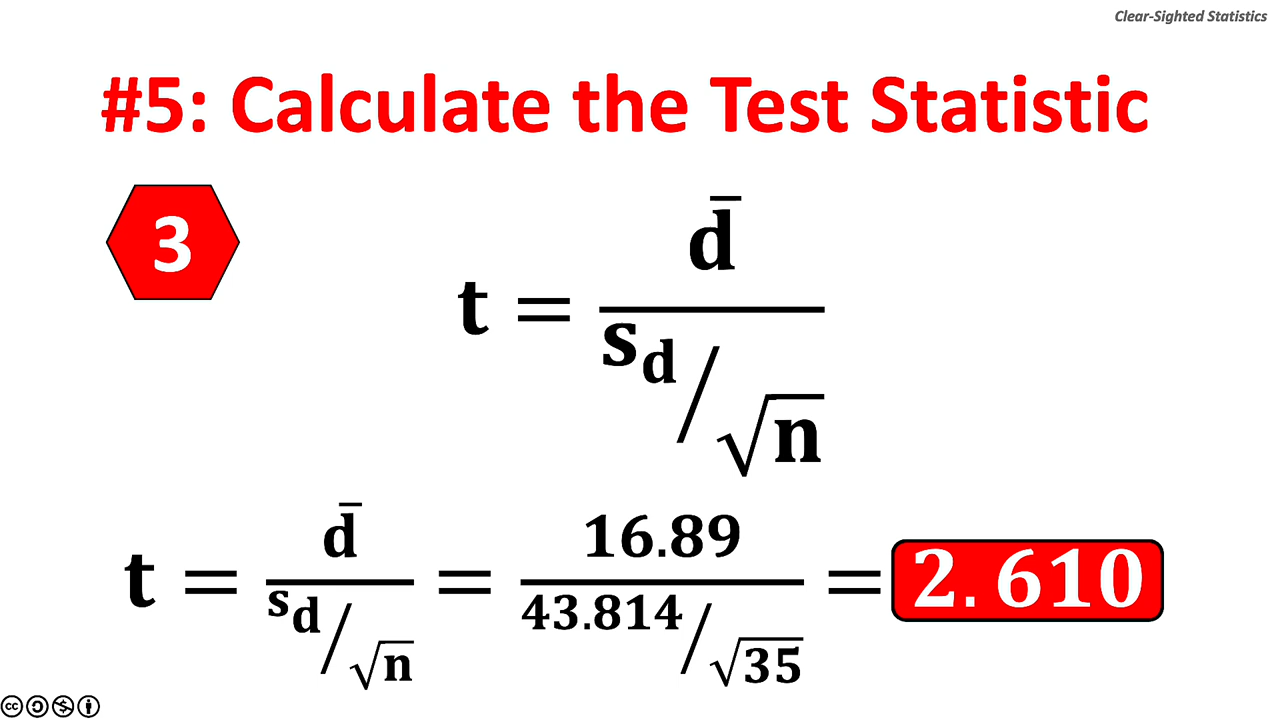 Clear-Sighted Statistics
#5: Calculate the Test Statistic
3
t = d̄ / (s_d / √n)
t = d̄ / (s_d / √n) = 16.89 / (43.814 / √35) = 2.610